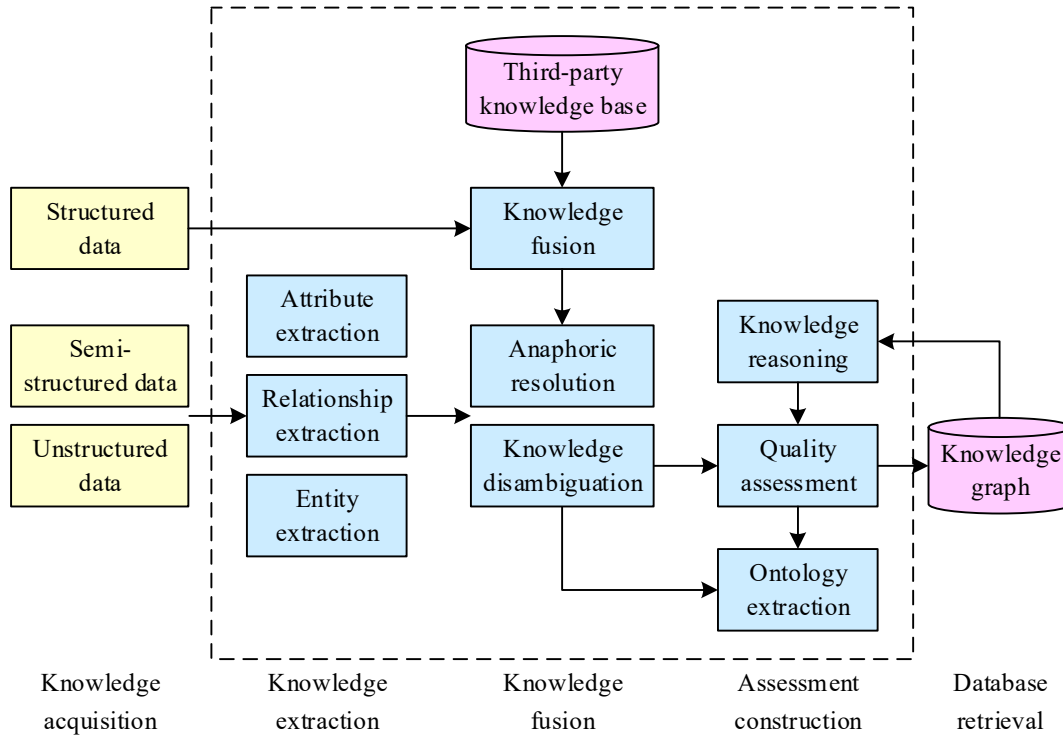 Third-party
knowledge base
Structured
data
Knowledge
fusion
Attribute
extraction
Semi-
structured data
Anaphoric
resolution
Knowledge
reasoning
Relationship
extraction
Unstructured
data
Knowledge
disambiguation
Quality
assessment
Knowledge
graph
Entity
extraction
Ontology
extraction
Knowledge
acquisition
Knowledge
extraction
Knowledge
fusion
Assessment
construction
Database
retrieval